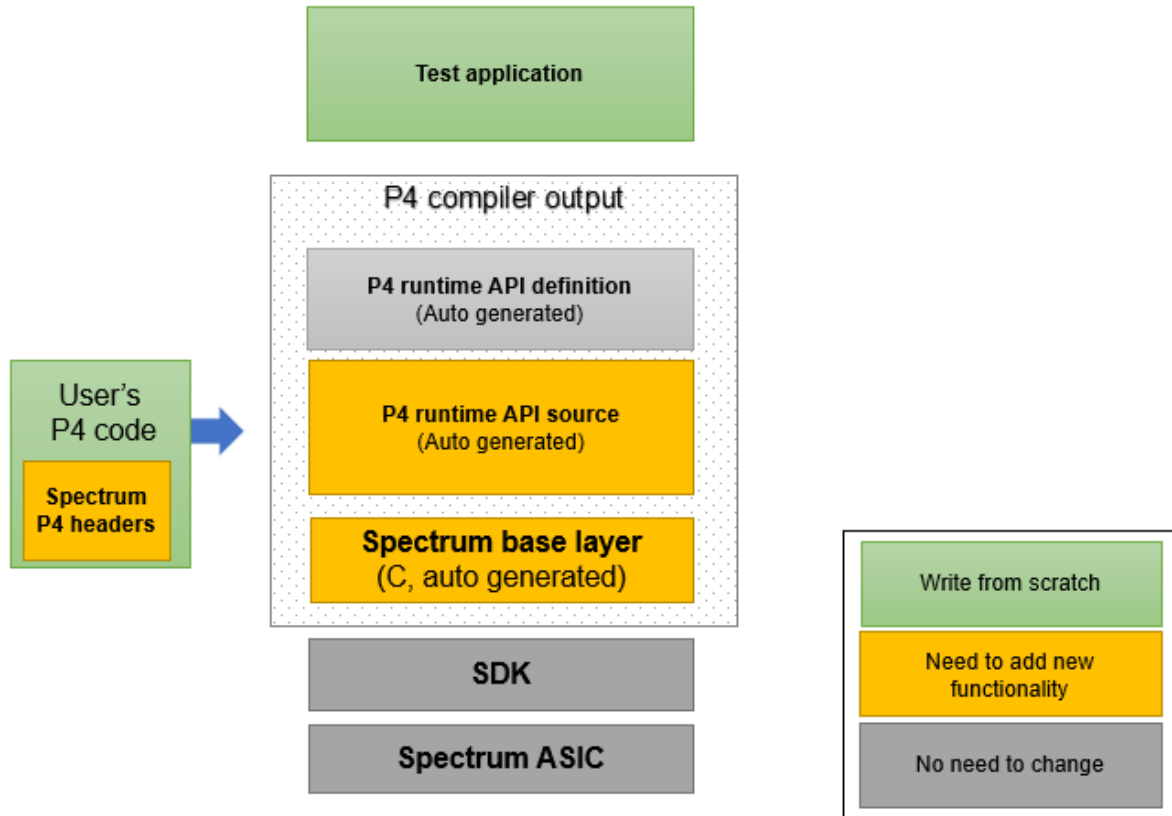 Test application
P4 compiler output
P4 runtime API definition
(Auto generated)
P4 runtime API source
(Auto generated)
User's
P4 code
Spectrum
P4 headers
Spectrum base layer
(C, auto generated)
SDK
Spectrum ASIC
Write from scratch
Need to add new
functionality
No need to change